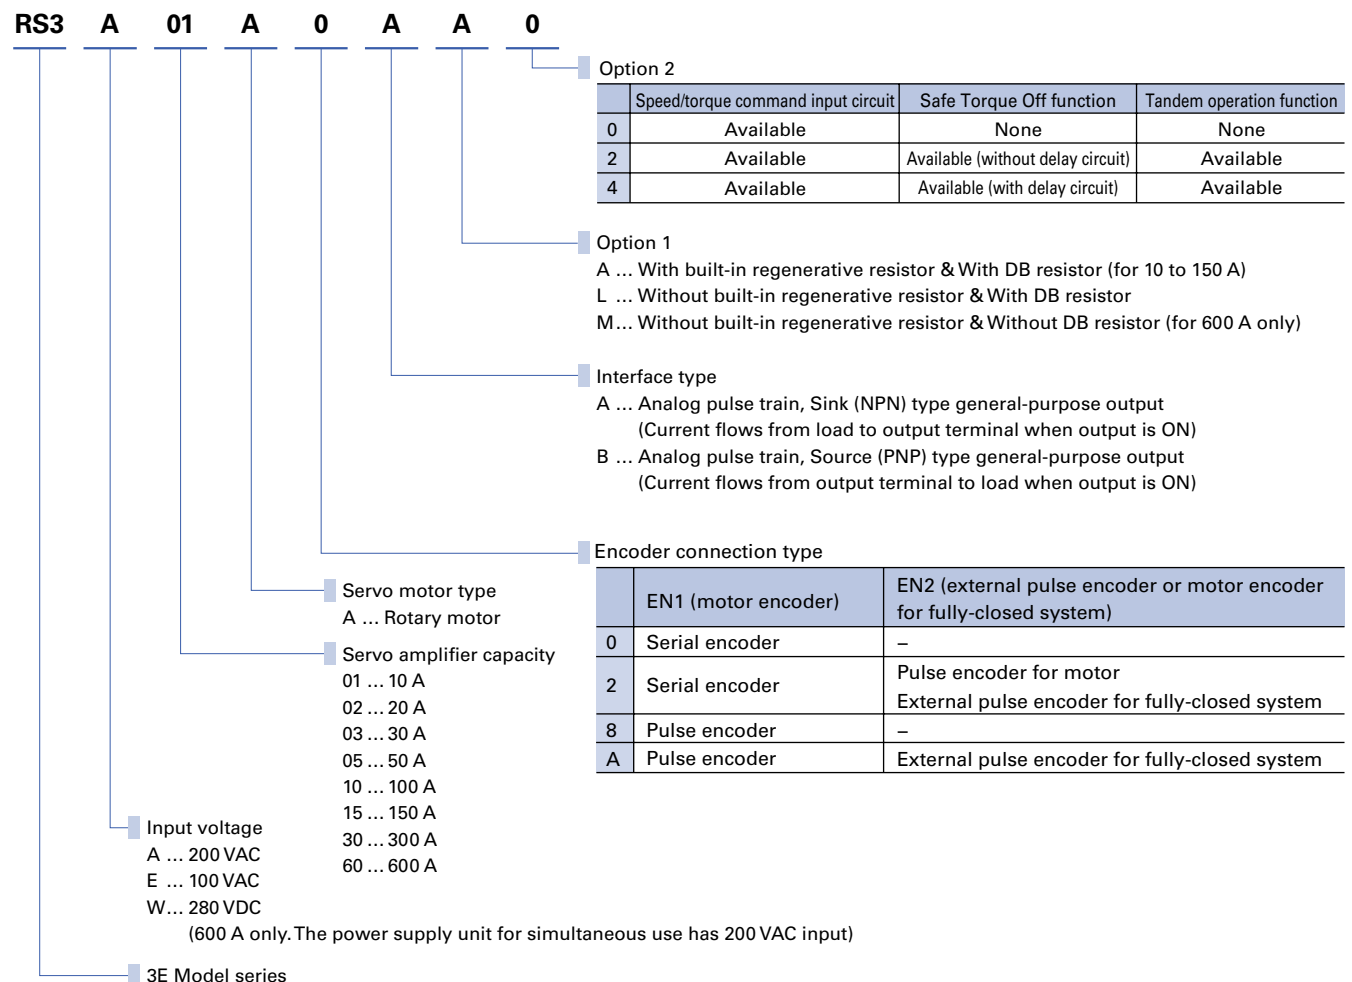 RS3 A 01 A 0 A A 0
Option 2
Speed/torque command input circuit Safe Torque Off function Tandem operation function
0 Available None None
2 Available Available (without delay circuit) Available
4 Available Available (with delay circuit) Available
Option 1
A ... With built-in regenerative resistor & With DB resistor (for 10 to 150 A)
L ... Without built-in regenerative resistor & With DB resistor
M... Without built-in regenerative resistor & Without DB resistor (for 600 A only)
Interface type
A ... Analog pulse train, Sink (NPN) type general-purpose output
(Current flows from load to output terminal when output is ON)
B ... Analog pulse train, Source (PNP) type general-purpose output
(Current flows from output terminal to load when output is ON)
Encoder connection type
EN1 (motor encoder) EN2 (external pulse encoder or motor encoder
for fully-closed system)
0 Serial encoder –
2 Serial encoder Pulse encoder for motor
External pulse encoder for fully-closed system
8 Pulse encoder –
A Pulse encoder External pulse encoder for fully-closed system
Servo motor type
A ... Rotary motor
Servo amplifier capacity
01 ... 10 A
02 ... 20 A
03 ... 30 A
05 ... 50 A
10 ... 100 A
15 ... 150 A
30 ... 300 A
60 ... 600 A
Input voltage
A ... 200 VAC
E ... 100 VAC
W... 280 VDC
(600 A only. The power supply unit for simultaneous use has 200 VAC input)
3E Model series